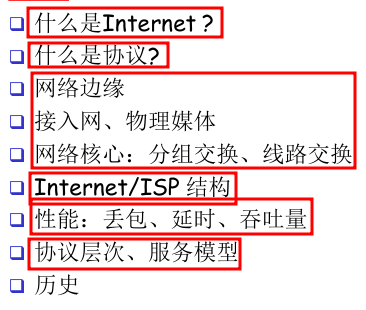 什么是Internet？
什么是协议?
网络边缘
接入网、物理媒体
网络核心：分组交换、线路交换
Internet/ISP 结构
性能：丢包、延时、吞吐量
协议层次、服务模型
历史